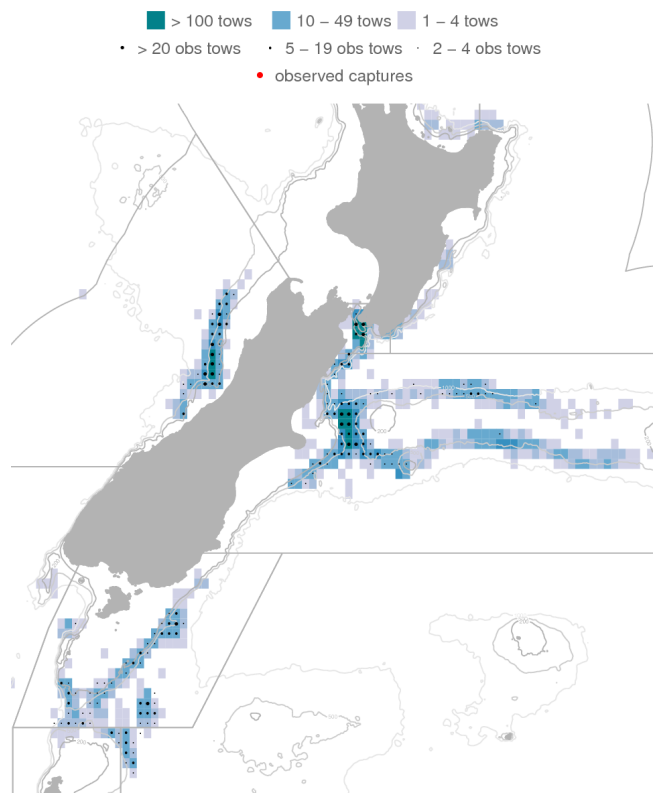 > 100 tows 10 − 49 tows 1 − 4 tows
> 20 obs tows 5 − 19 obs tows 2 − 4 obs tows
observed captures